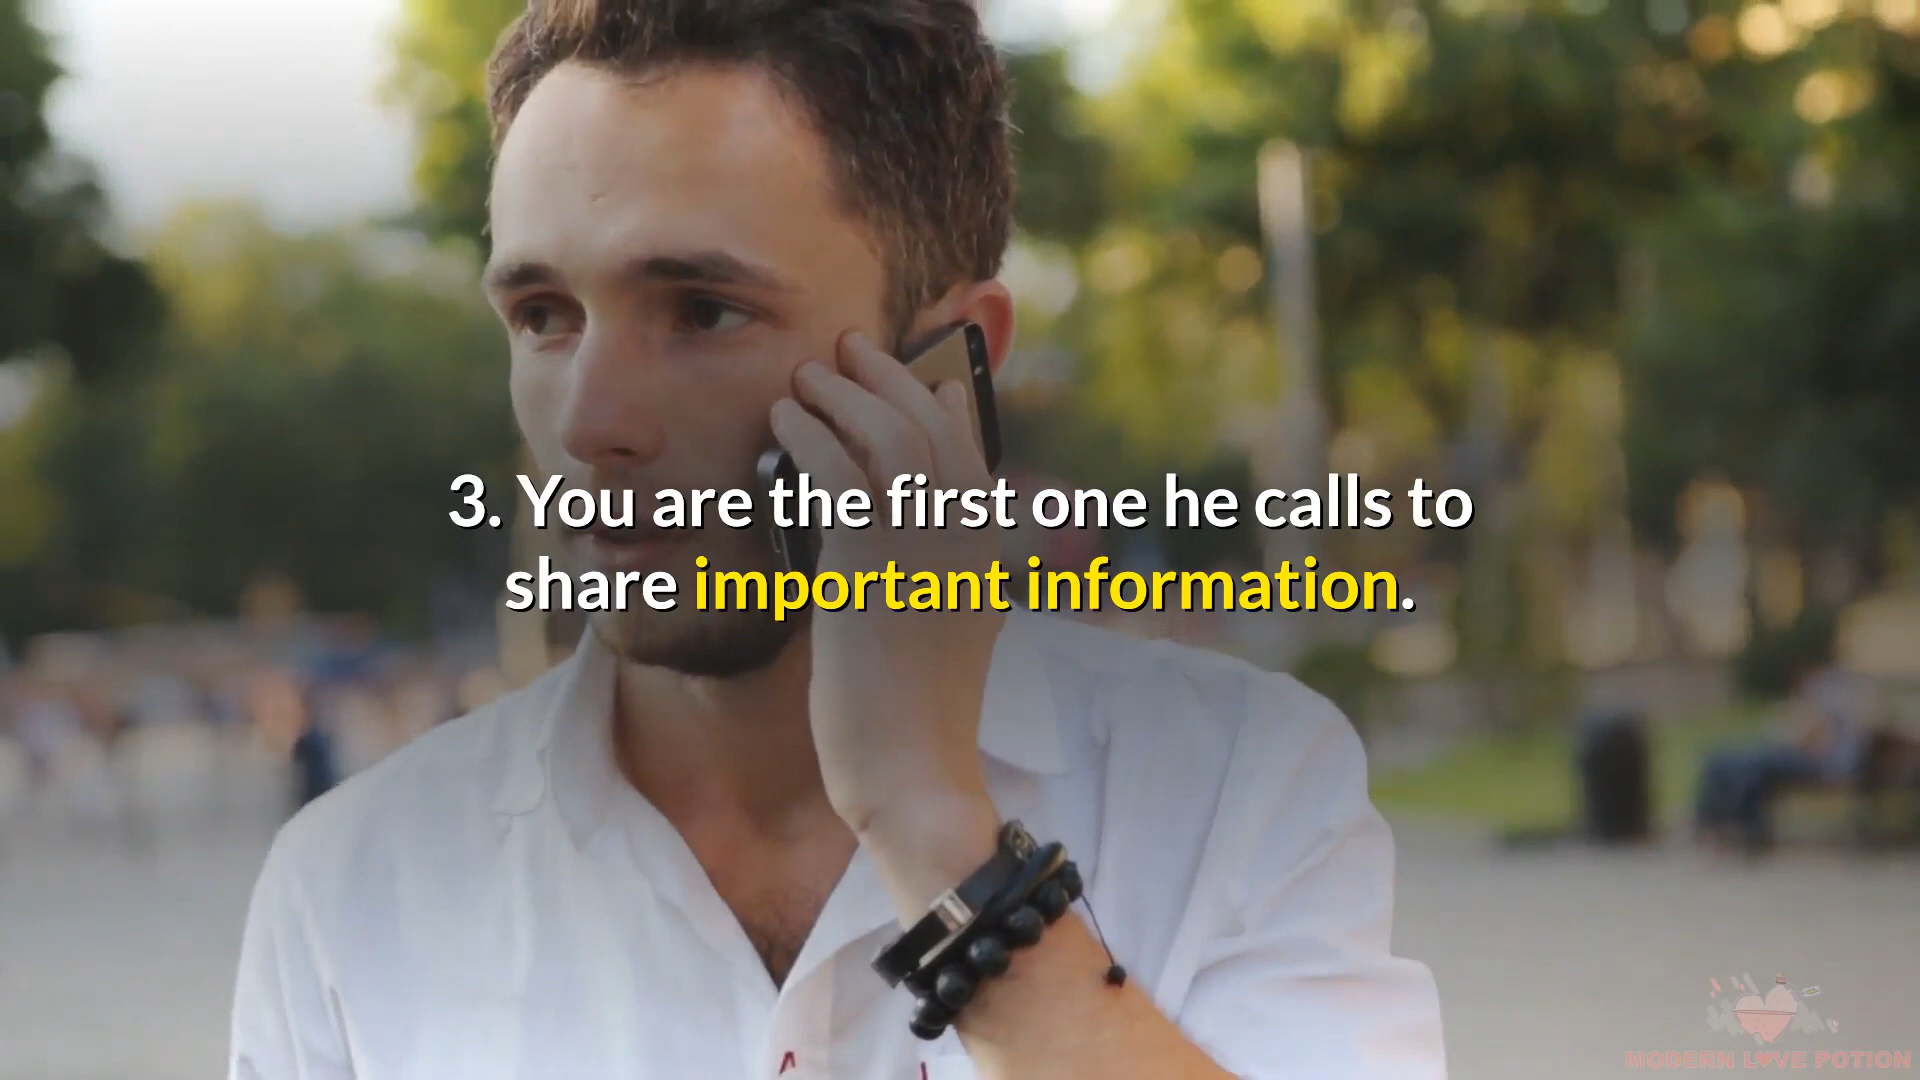 3. You are the first one he calls to
share important information.
MODERN LOVE POTION